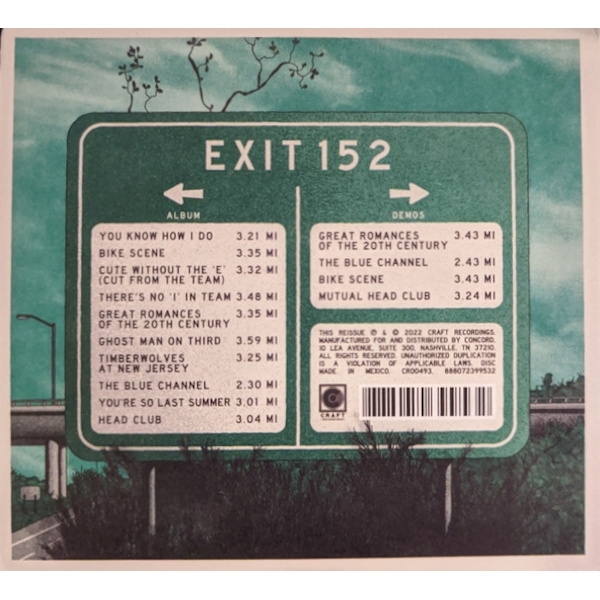 EXIT 152
ALBUM
YOU KNOW HOW I DO 3.21 MI
BIKE SCENE 3.35 MI
CUTE WITHOUT THE 'E' 3.32 MI
(CUT FROM THE TEAM)
THERE'S NO 'I' IN TEAM 3.48 MI
GREAT ROMANCES 3.35 MI
OF THE 20TH CENTURY
GHOST MAN ON THIRD 3.59 MI
TIMBERWOLVES 3.25 MI
AT NEW JERSEY
THE BLUE CHANNEL 2.30 MI
YOU'RE SO LAST SUMMER 3.01 MI
HEAD CLUB 3.04 MI
DEMOS
GREAT ROMANCES 3.43 MI
OF THE 20TH CENTURY
THE BLUE CHANNEL 2.43 MI
BIKE SCENE 3.43 MI
MUTUAL HEAD CLUB 3.24 MI
THIS REISSUE ℗ & © 2022 CRAFT RECORDINGS.
MANUFACTURED FOR AND DISTRIBUTED BY CONCORD,
10 LEA AVENUE, SUITE 300, NASHVILLE, TN 37210.
ALL RIGHTS RESERVED. UNAUTHORIZED DUPLICATION
IS A VIOLATION OF APPLICABLE LAWS. DISC
MADE IN MEXICO. CR00493. 888072399532
CRAFT